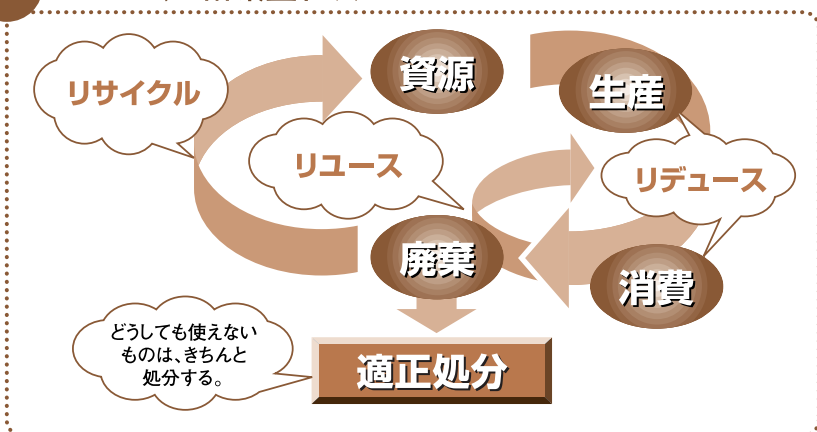 リサイクル
資源
生産
リユース
リデュース
廃棄
消費
どうしても使えない
ものは、きちんと
処分する。
適正処分